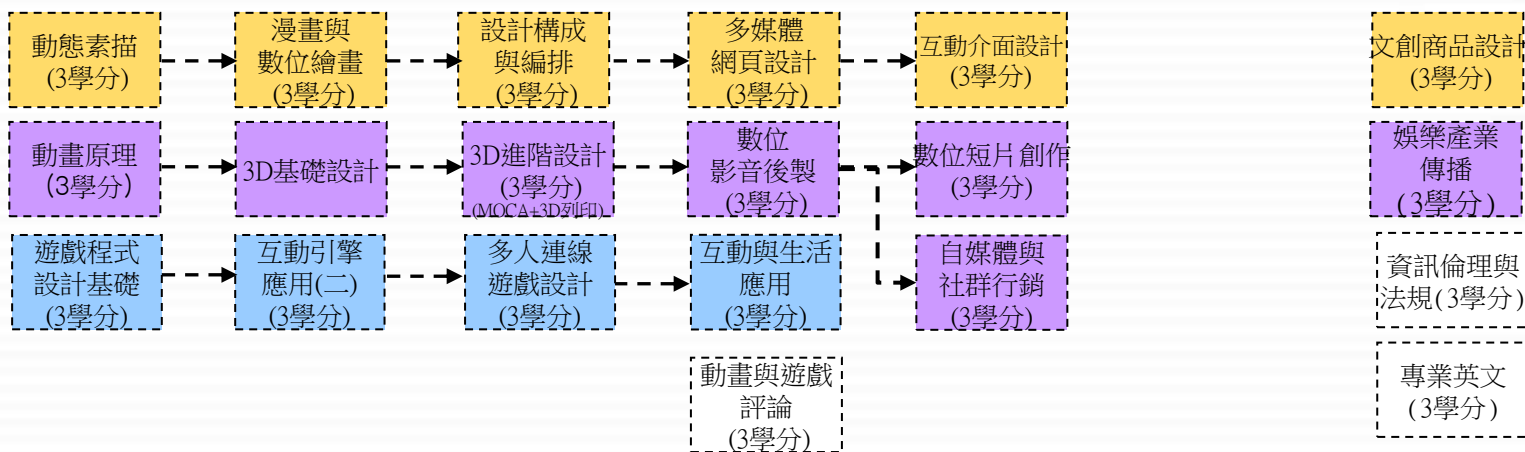 動態素描
(3學分)
漫畫與
數位繪畫
(3學分)
設計構成
與編排
(3學分)
多媒體
網頁設計
(3學分)
互動介面設計
(3學分)
文創商品設計
(3學分)
動畫原理
(3學分)
3D基礎設計
3D進階設計
(3學分)
(MOCA+3D列印)
數位
影音後製
(3學分)
數位短片創作
(3學分)
娛樂產業
傳播
(3學分)
遊戲程式
設計基礎
(3學分)
互動引擎
應用(二)
(3學分)
多人連線
遊戲設計
(3學分)
互動與生活
應用
(3學分)
自媒體與
社群行銷
(3學分)
資訊倫理與
法規(3學分)
動畫與遊戲
評論
(3學分)
專業英文
(3學分)